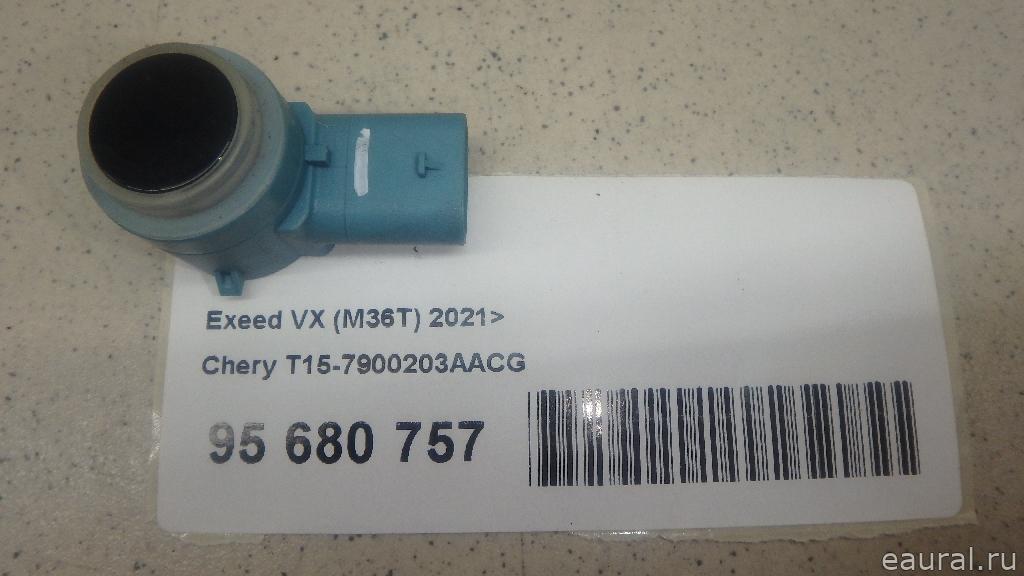 Exeed VX (M36T) 2021>
Chery T15-7900203AACG
95 680 757
eaural.ru